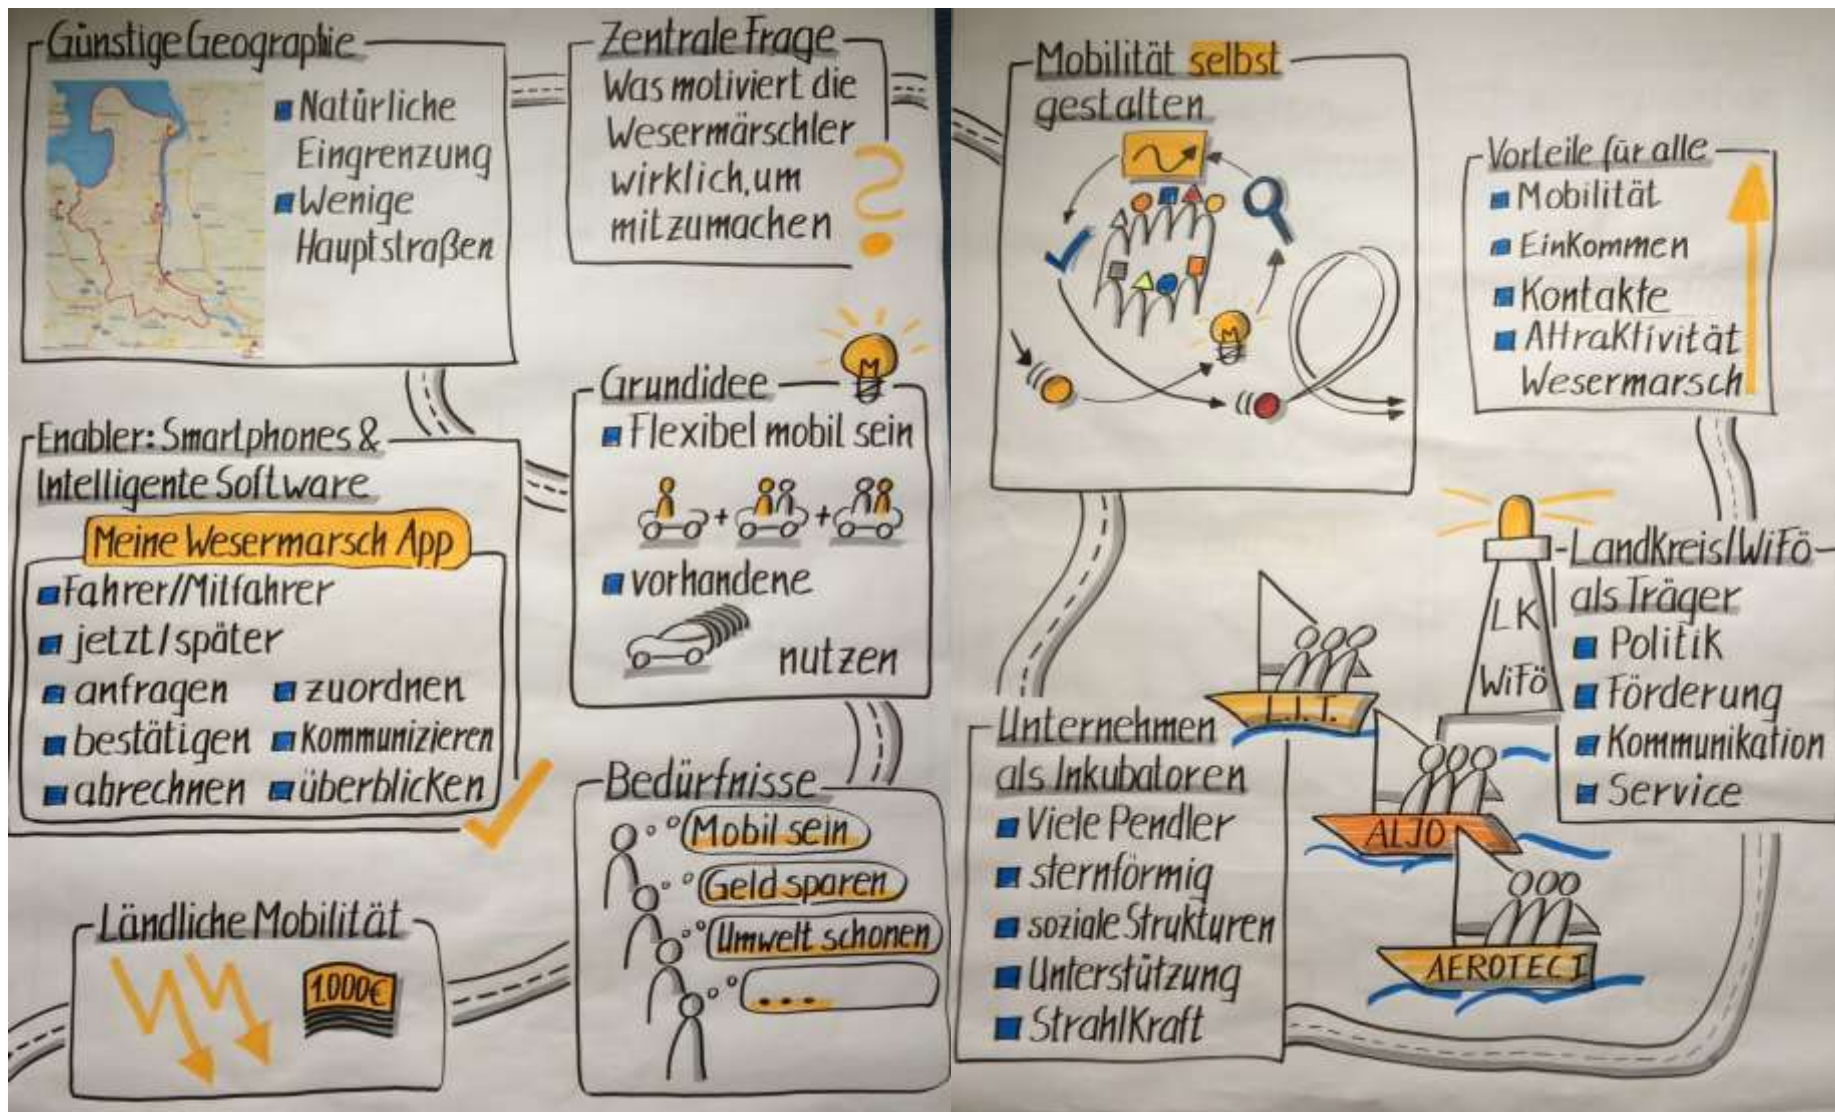 Günstige Geographie
Natürliche
Eingrenzung
Wenige
Hauptstraßen
Zentrale Frage
Was motiviert die
Wesermärschler
wirklich, um
mitzumachen
?
Enabler: Smartphones &
Intelligente Software
Meine Wesermarsch App
Fahrer//Mitfahrer
jetzt/später
anfragen
zuordnen
bestätigen
kommunizieren
abrechnen
überblicken
Grundidee
Flexibel mobil sein
+ +
vorhandene
nutzen
Ländliche Mobilität
1.000€
Bedürfnisse
Mobil sein
Geld sparen
Umwelt schonen
...
Mobilität selbst
gestalten
Vorteile für alle
Mobilität
Einkommen
Kontakte
Attraktivität
Wesermarsch
Unternehmen
als Inkubatoren
Viele Pendler
sternförmig
soziale Strukturen
Unterstützung
Strahlkraft
L.I.T.
ALJO
AEROTEC
LK
WiFö
Landkreis/WiFö
als Träger
Politik
Förderung
Kommunikation
Service